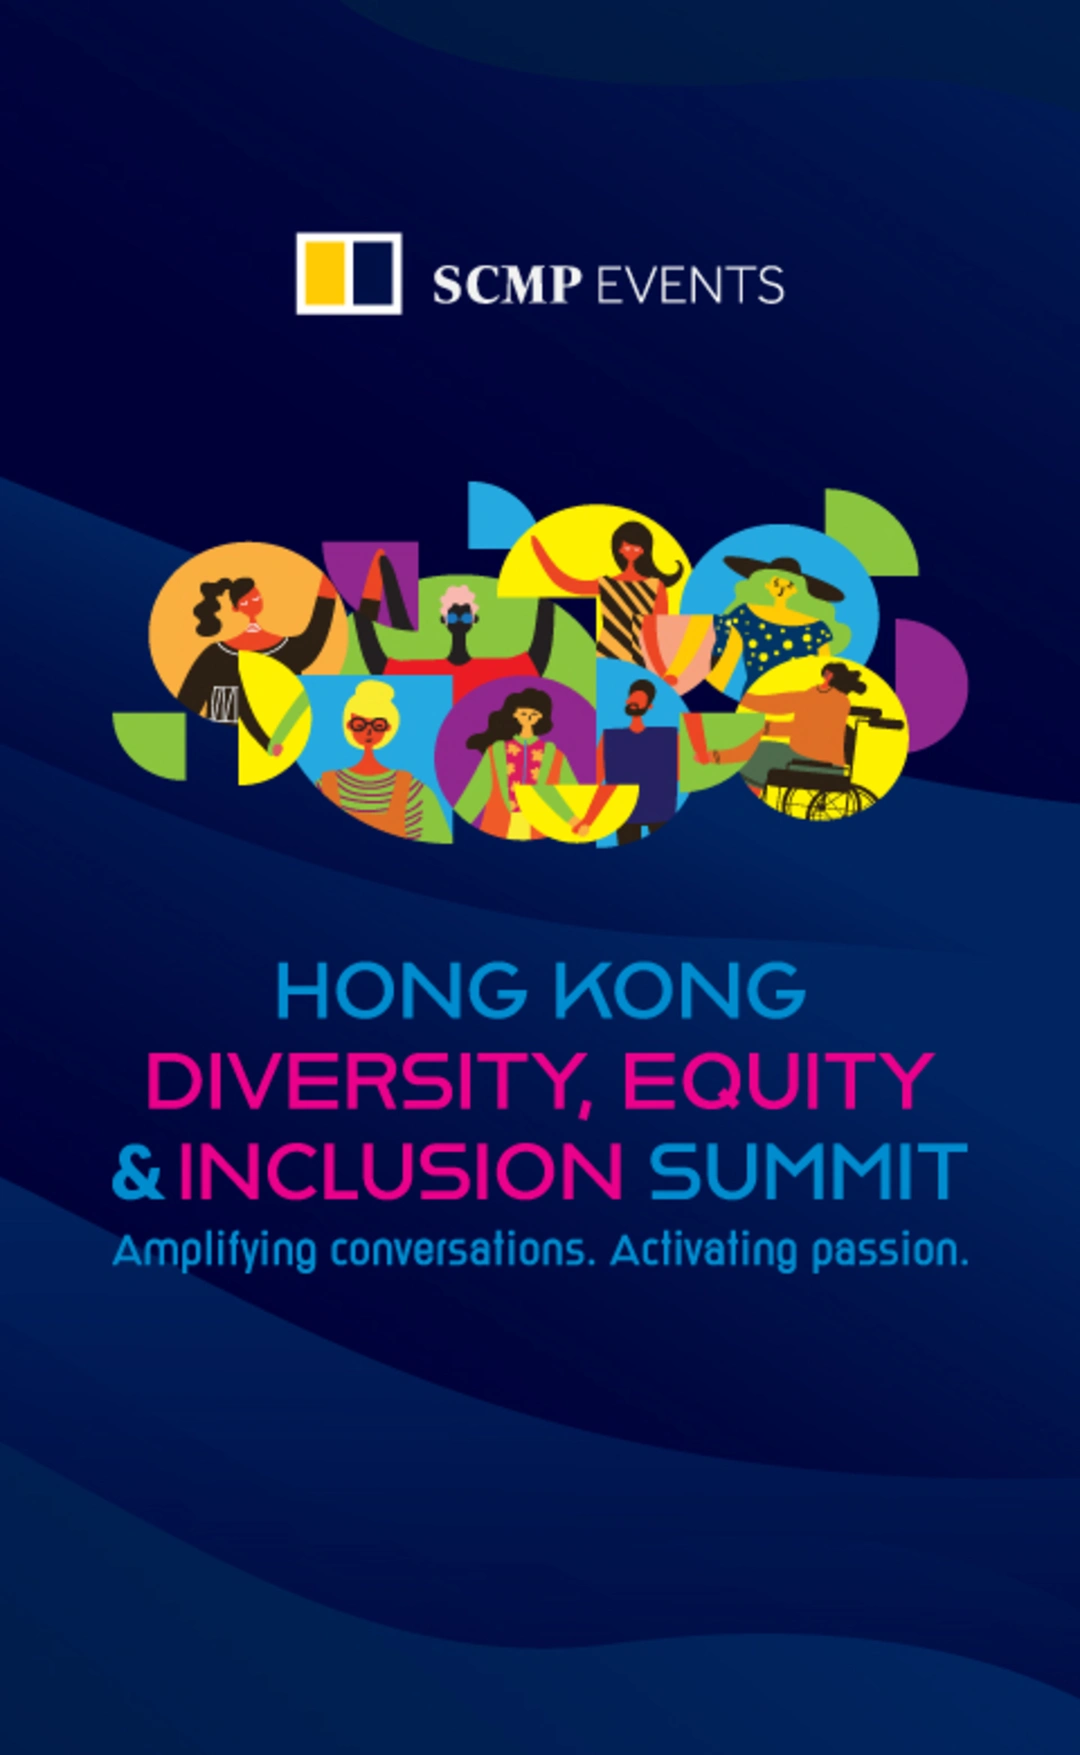 SCMP EVENTS
HONG KONG
DIVERSITY, EQUITY
& INCLUSION SUMMIT
Amplifying conversations. Activating passion.